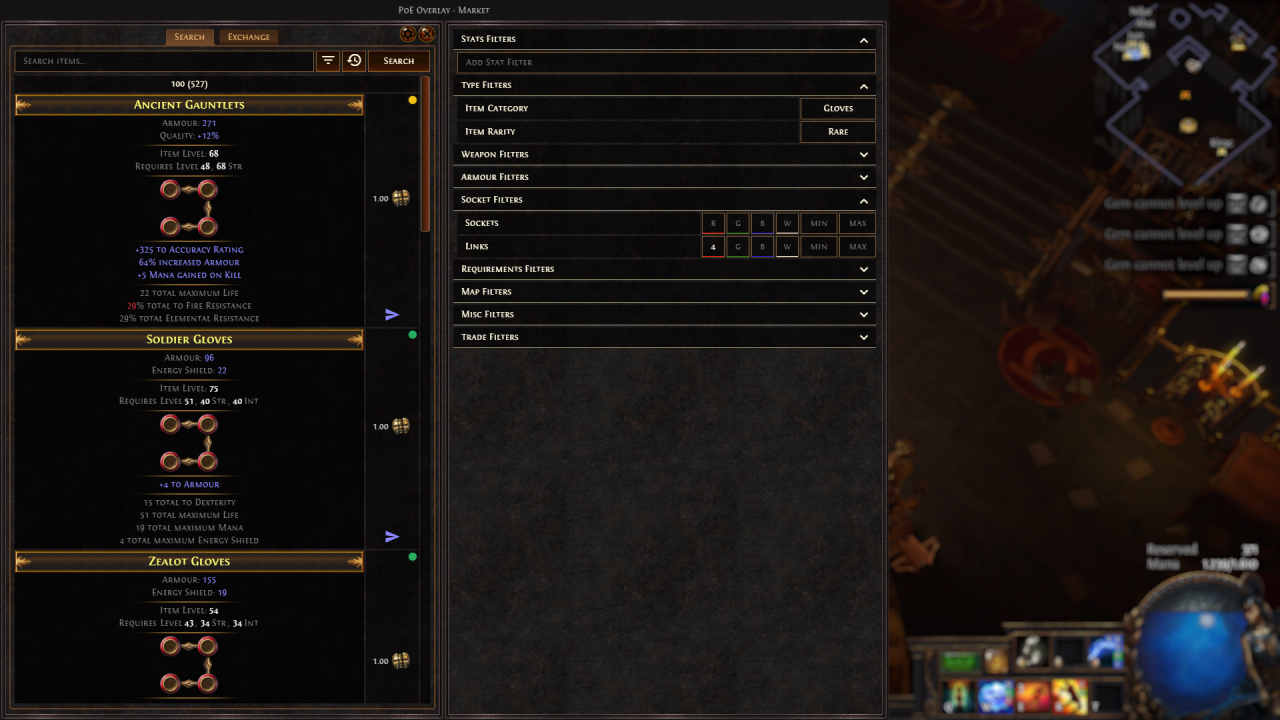 PoE Overlay - Market
Search
Exchange
Search items...
Search
100 (527)
Ancient Gauntlets
Armour: 271
Quality: +12%
Item Level: 68
Requires Level 48, 68 Str
1.00
+325 to Accuracy Rating
64% increased Armour
+5 Mana gained on Kill
22 total maximum Life
29% total to Fire Resistance
29% total Elemental Resistance
Soldier Gloves
Armour: 96
Energy Shield: 22
Item Level: 75
Requires Level 51, 40 Str, 40 Int
1.00
+4 to Armour
15 total to Dexterity
51 total maximum Life
19 total maximum Mana
4 total maximum Energy Shield
Zealot Gloves
Armour: 155
Energy Shield: 19
Item Level: 54
Requires Level 43, 34 Str, 34 Int
1.00
Stats Filters
Add Stat Filter
Type Filters
Item Category
Gloves
Item Rarity
Rare
Weapon Filters
Armour Filters
Socket Filters
Sockets
R
G
B
W
MIN
MAX
Links
4
G
B
W
MIN
MAX
Requirements Filters
Map Filters
Misc Filters
Trade Filters
Gem cannot level up
Gem cannot level up
Gem cannot level up
Reserved
Mana